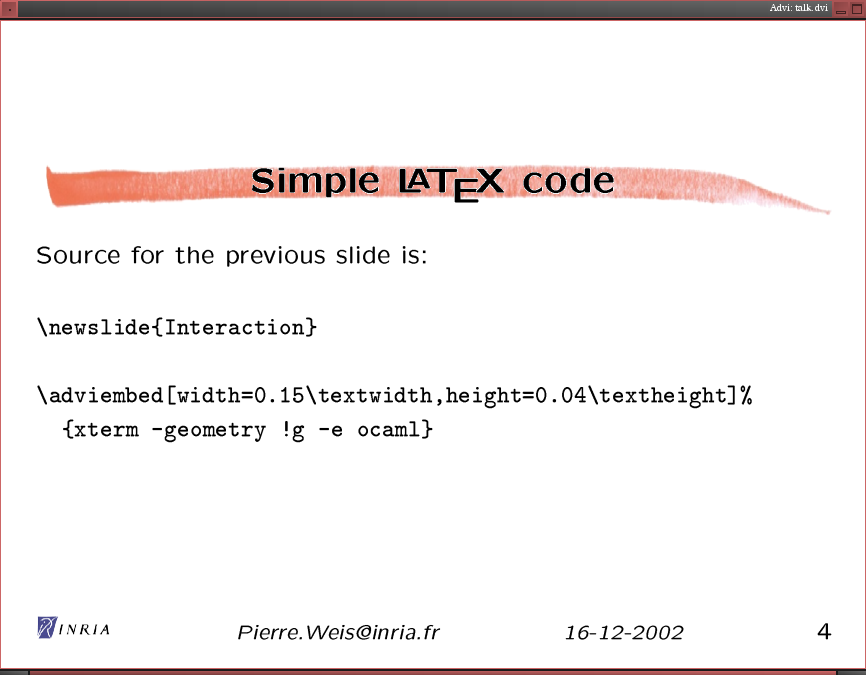 Advi: talk.dvi
Simple LATEX code
Source for the previous slide is:
\newslide{Interaction}
\adviembed[width=0.15\textwidth,height=0.04\textheight]%
{xterm -geometry !g -e ocaml}
INRIA Pierre.Weis@inria.fr 16-12-2002 4